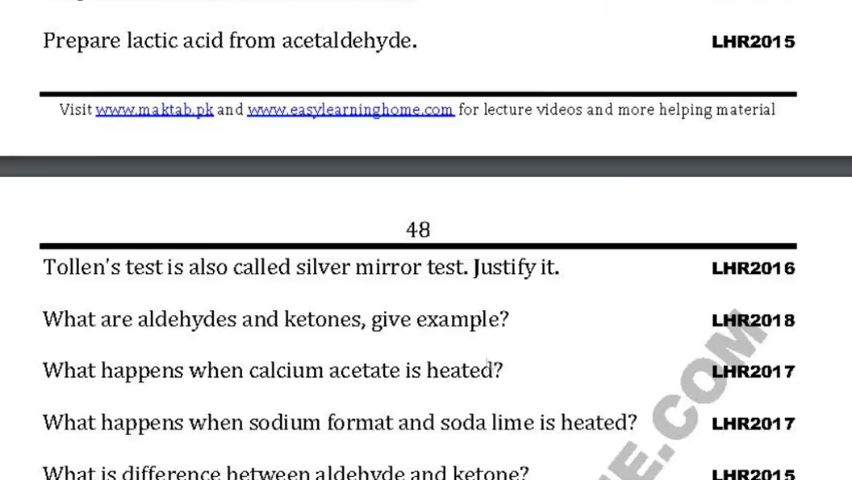 Prepare lactic acid from acetaldehyde. LHR2015
Visit www.maktab.pk and www.easylearninghome.com for lecture videos and more helping material
48
Tollen's test is also called silver mirror test. Justify it. LHR2016
What are aldehydes and ketones, give example? LHR2018
What happens when calcium acetate is heated? LHR2017
What happens when sodium format and soda lime is heated? LHR2017
What is difference between aldehyde and ketone? LHR2015
E.COM